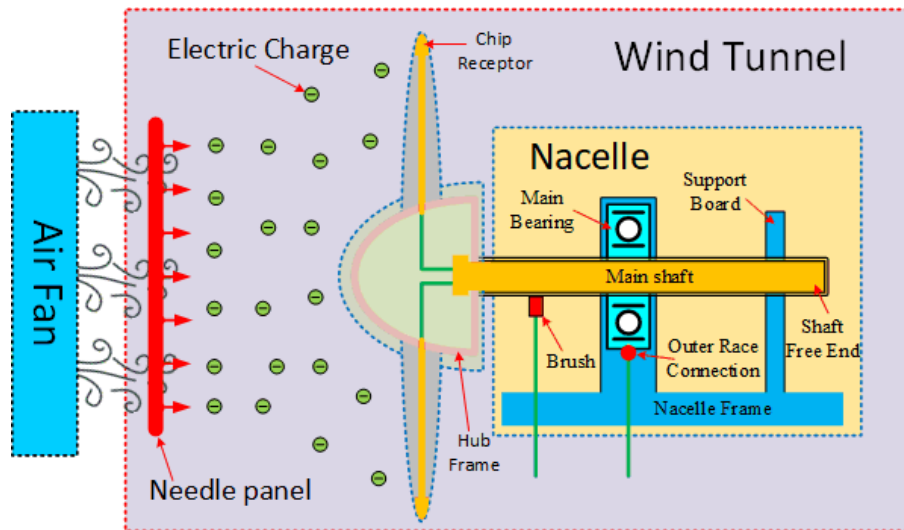 Electric Charge
Chip
Receptor
Wind Tunnel
Air Fan
Nacelle
Main
Bearing
Support
Board
Main shaft
Brush
Outer Race
Connection
Shaft
Free End
Nacelle Frame
Hub
Frame
Needle panel